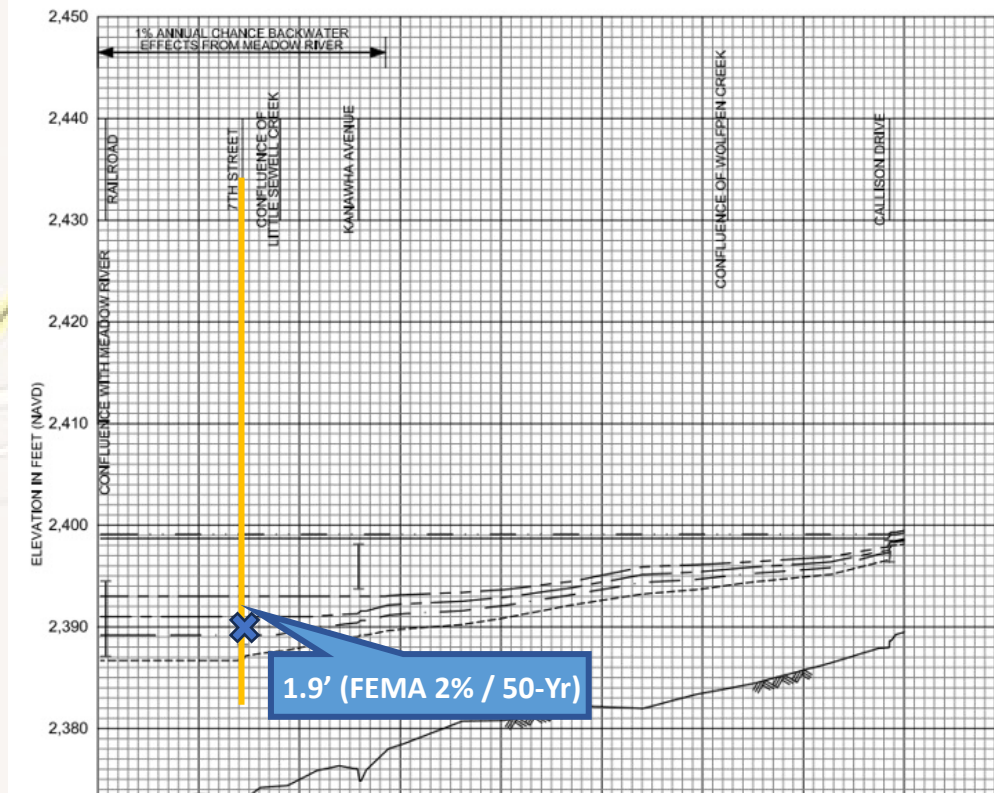 2,450
1% ANNUAL CHANCE BACKWATER
EFFECTS FROM MEADOW RIVER
2,440
RAILROAD
7TH STREET
CONFLUENCE OF
LITTLE SEWELL CREEK
KANAWHA AVENUE
CONFLUENCE OF WOLFPEN CREEK
CALLISON DRIVE
2,430
CONFLUENCE WITH MEADOW RIVER
2,420
ELEVATION IN FEET (NAVD)
2,410
2,400
2,390
1.9’ (FEMA 2% / 50-Yr)
2,380